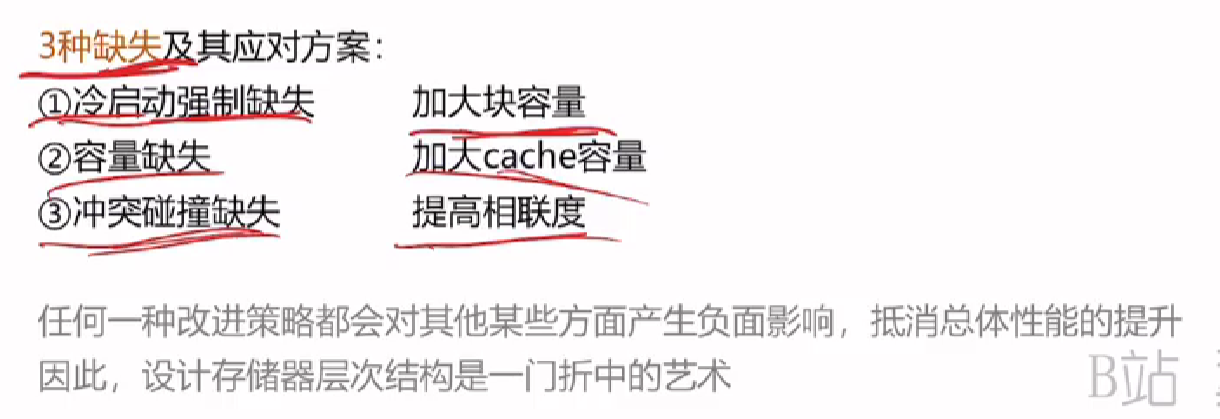 3种缺失及其应对方案：
①冷启动强制缺失 加大块容量
②容量缺失 加大cache容量
③冲突碰撞缺失 提高相联度
任何一种改进策略都会对其他某些方面产生负面影响，抵消总体性能的提升
因此，设计存储器层次结构是一门折中的艺术
B站